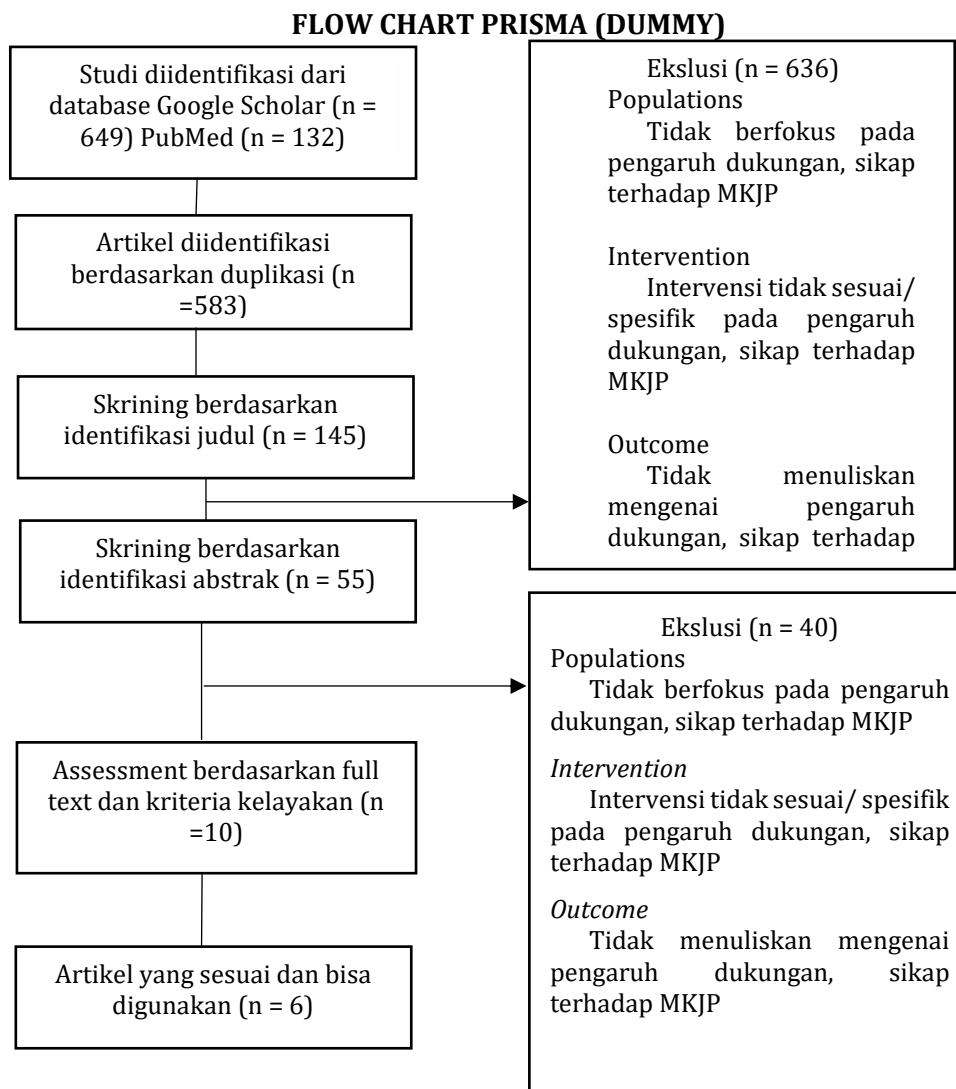 FLOW CHART PRISMA (DUMMY)
Studi diidentifikasi dari
database Google Scholar (n =
649) PubMed (n = 132)
Artikel diidentifikasi
berdasarkan duplikasi (n
=583)
Skrining berdasarkan
identifikasi judul (n = 145)
Skrining berdasarkan
identifikasi abstrak (n = 55)
Assessment berdasarkan full
text dan kriteria kelayakan (n
=10)
Artikel yang sesuai dan bisa
digunakan (n = 6)
Ekslusi (n = 636)
Populations
Tidak berfokus pada
pengaruh dukungan, sikap
terhadap MKJP
Intervention
Intervensi tidak sesuai/
spesifik pada pengaruh
dukungan, sikap terhadap
MKJP
Outcome
Tidak menuliskan
mengenai pengaruh
dukungan, sikap terhadap
Ekslusi (n = 40)
Populations
Tidak berfokus pada pengaruh
dukungan, sikap terhadap MKJP
Intervention
Intervensi tidak sesuai/ spesifik
pada pengaruh dukungan, sikap
terhadap MKJP
Outcome
Tidak menuliskan mengenai
pengaruh dukungan, sikap
terhadap MKJP